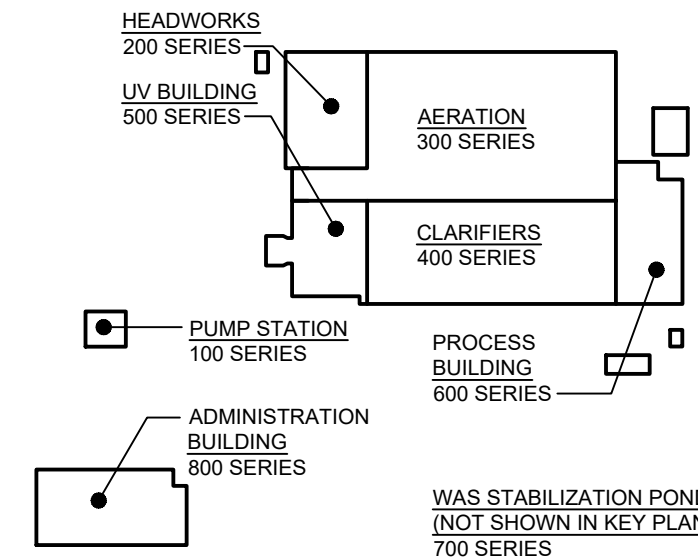 HEADWORKS
200 SERIES
UV BUILDING
500 SERIES
AERATION
300 SERIES
CLARIFIERS
400 SERIES
PUMP STATION
100 SERIES
PROCESS
BUILDING
600 SERIES
ADMINISTRATION
BUILDING
800 SERIES
WAS STABILIZATION
(NOT SHOWN IN KEY
700 SERIES